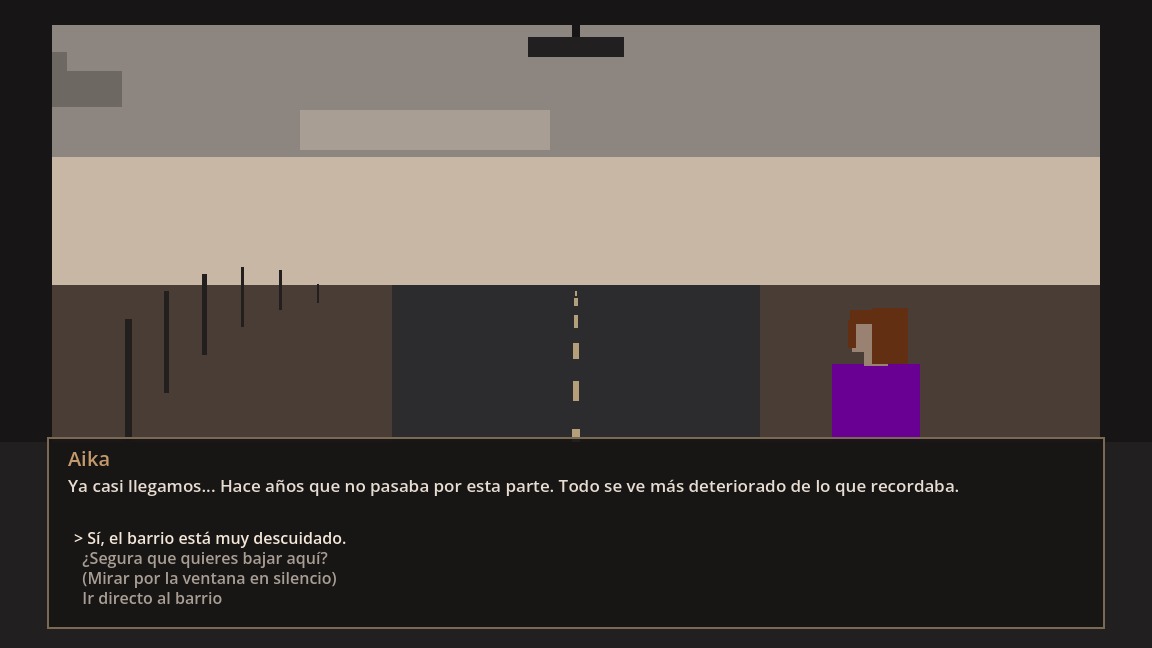 Aika
Ya casi llegamos... Hace años que no pasaba por esta parte. Todo se ve más deteriorado de lo que recordaba.
> Sí, el barrio está muy descuidado.
¿Segura que quieres bajar aquí?
(Mirar por la ventana en silencio)
Ir directo al barrio